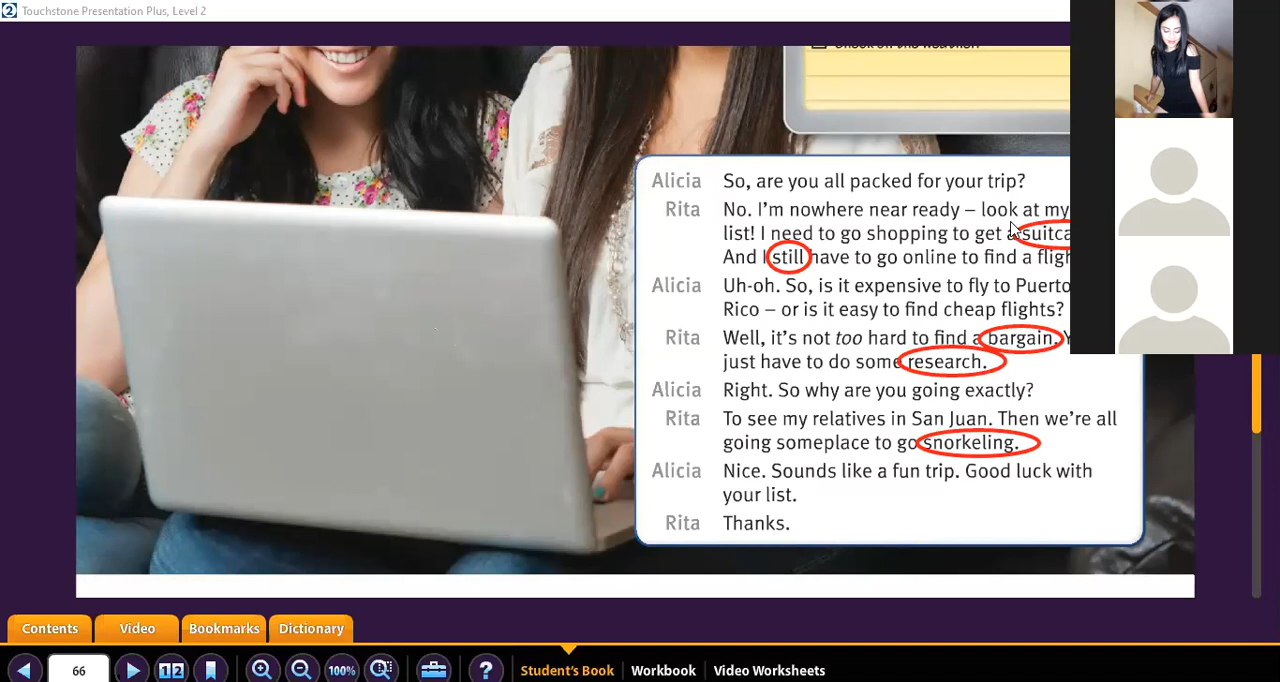 Touchstone Presentation Plus, Level 2
Alicia So, are you all packed for your trip?
Rita No. I'm nowhere near ready – look at my
list! I need to go shopping to get a
And I still have to go online to find a
Alicia Uh-oh. So, is it expensive to fly to Puerto
Rico – or is it easy to find cheap flights?
Rita Well, it's not too hard to find a bargain.
just have to do some research.
Alicia Right. So why are you going exactly?
Rita To see my relatives in San Juan. Then we're all
going someplace to go snorkeling.
Alicia Nice. Sounds like a fun trip. Good luck with
your list.
Rita Thanks.
Contents Video Bookmarks Dictionary
66 1 2 100% ? Student's Book Workbook Video Worksheets